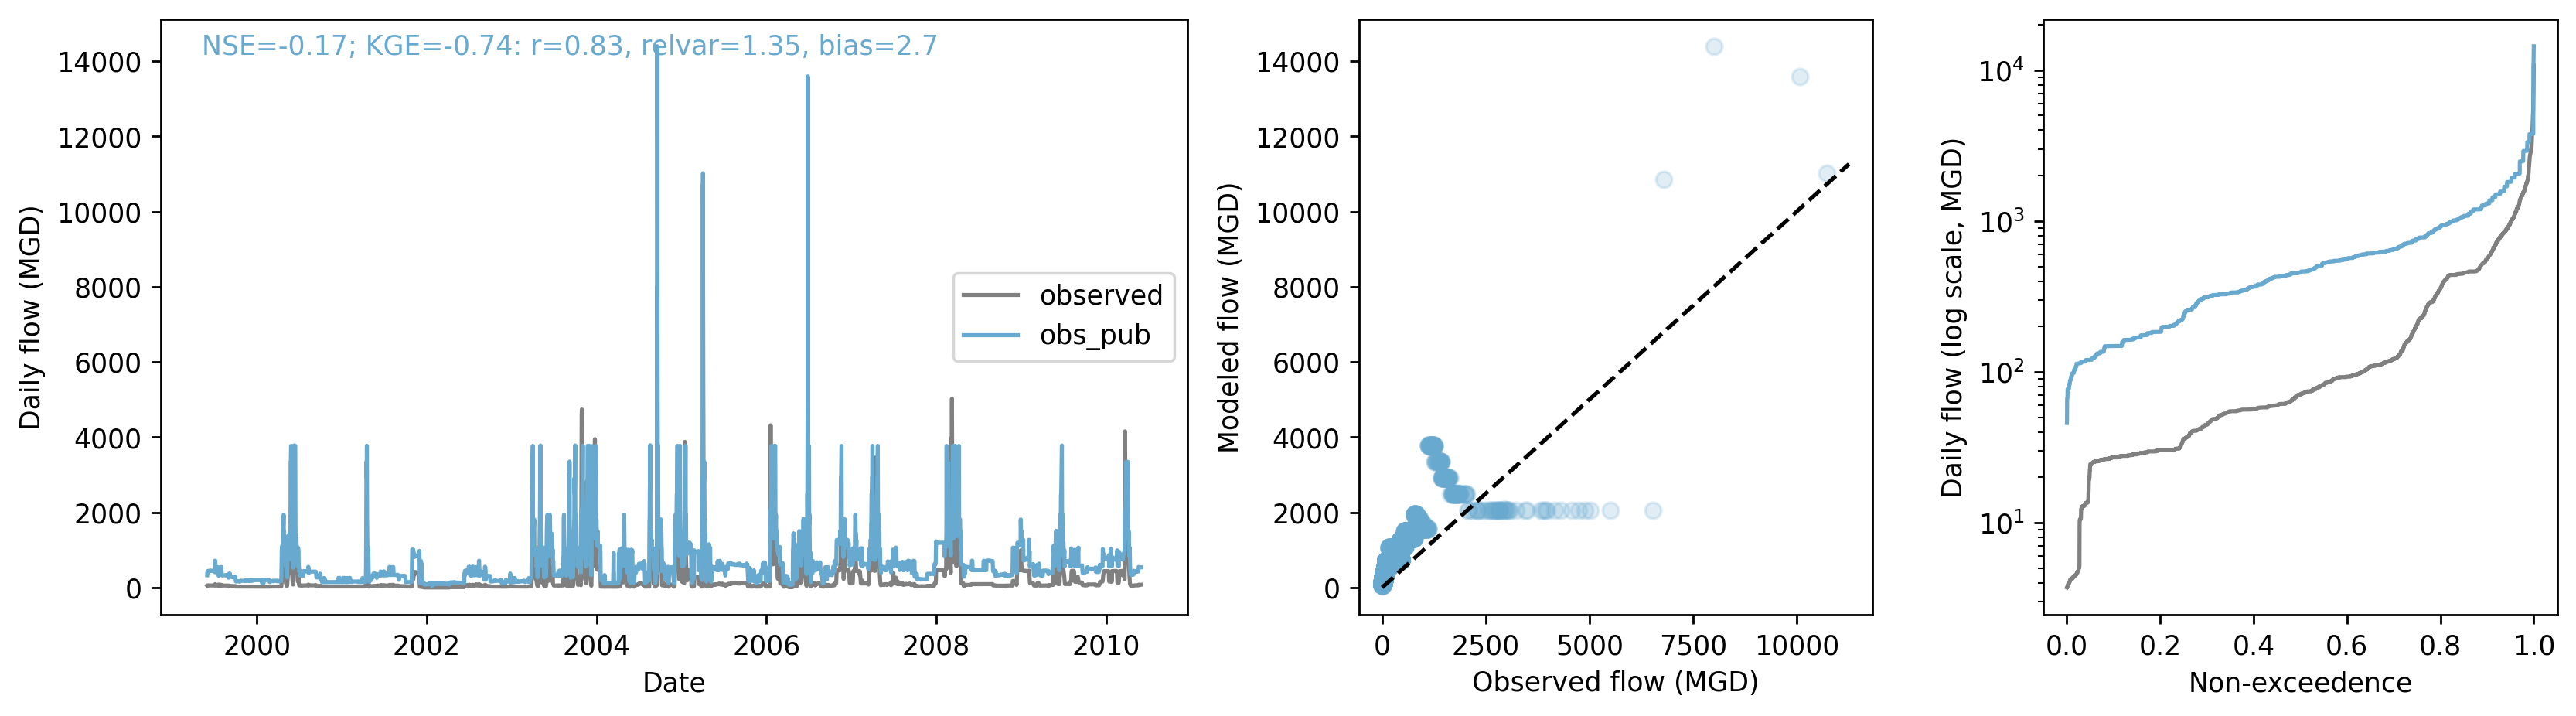 NSE=-0.17; KGE=-0.74: r=0.83, relvar=1.35, bias=2.7
Daily flow (MGD)
14000
12000
10000
8000
6000
4000
2000
0
observed
obs_pub
2000 2002 2004 2006 2008 2010
Date
Modeled flow (MGD)
14000
12000
10000
8000
6000
4000
2000
0
0 2500 5000 7500 10000
Observed flow (MGD)
Daily flow (log scale, MGD)
10⁴
10³
10²
10¹
0.0 0.2 0.4 0.6 0.8 1.0
Non-exceedence